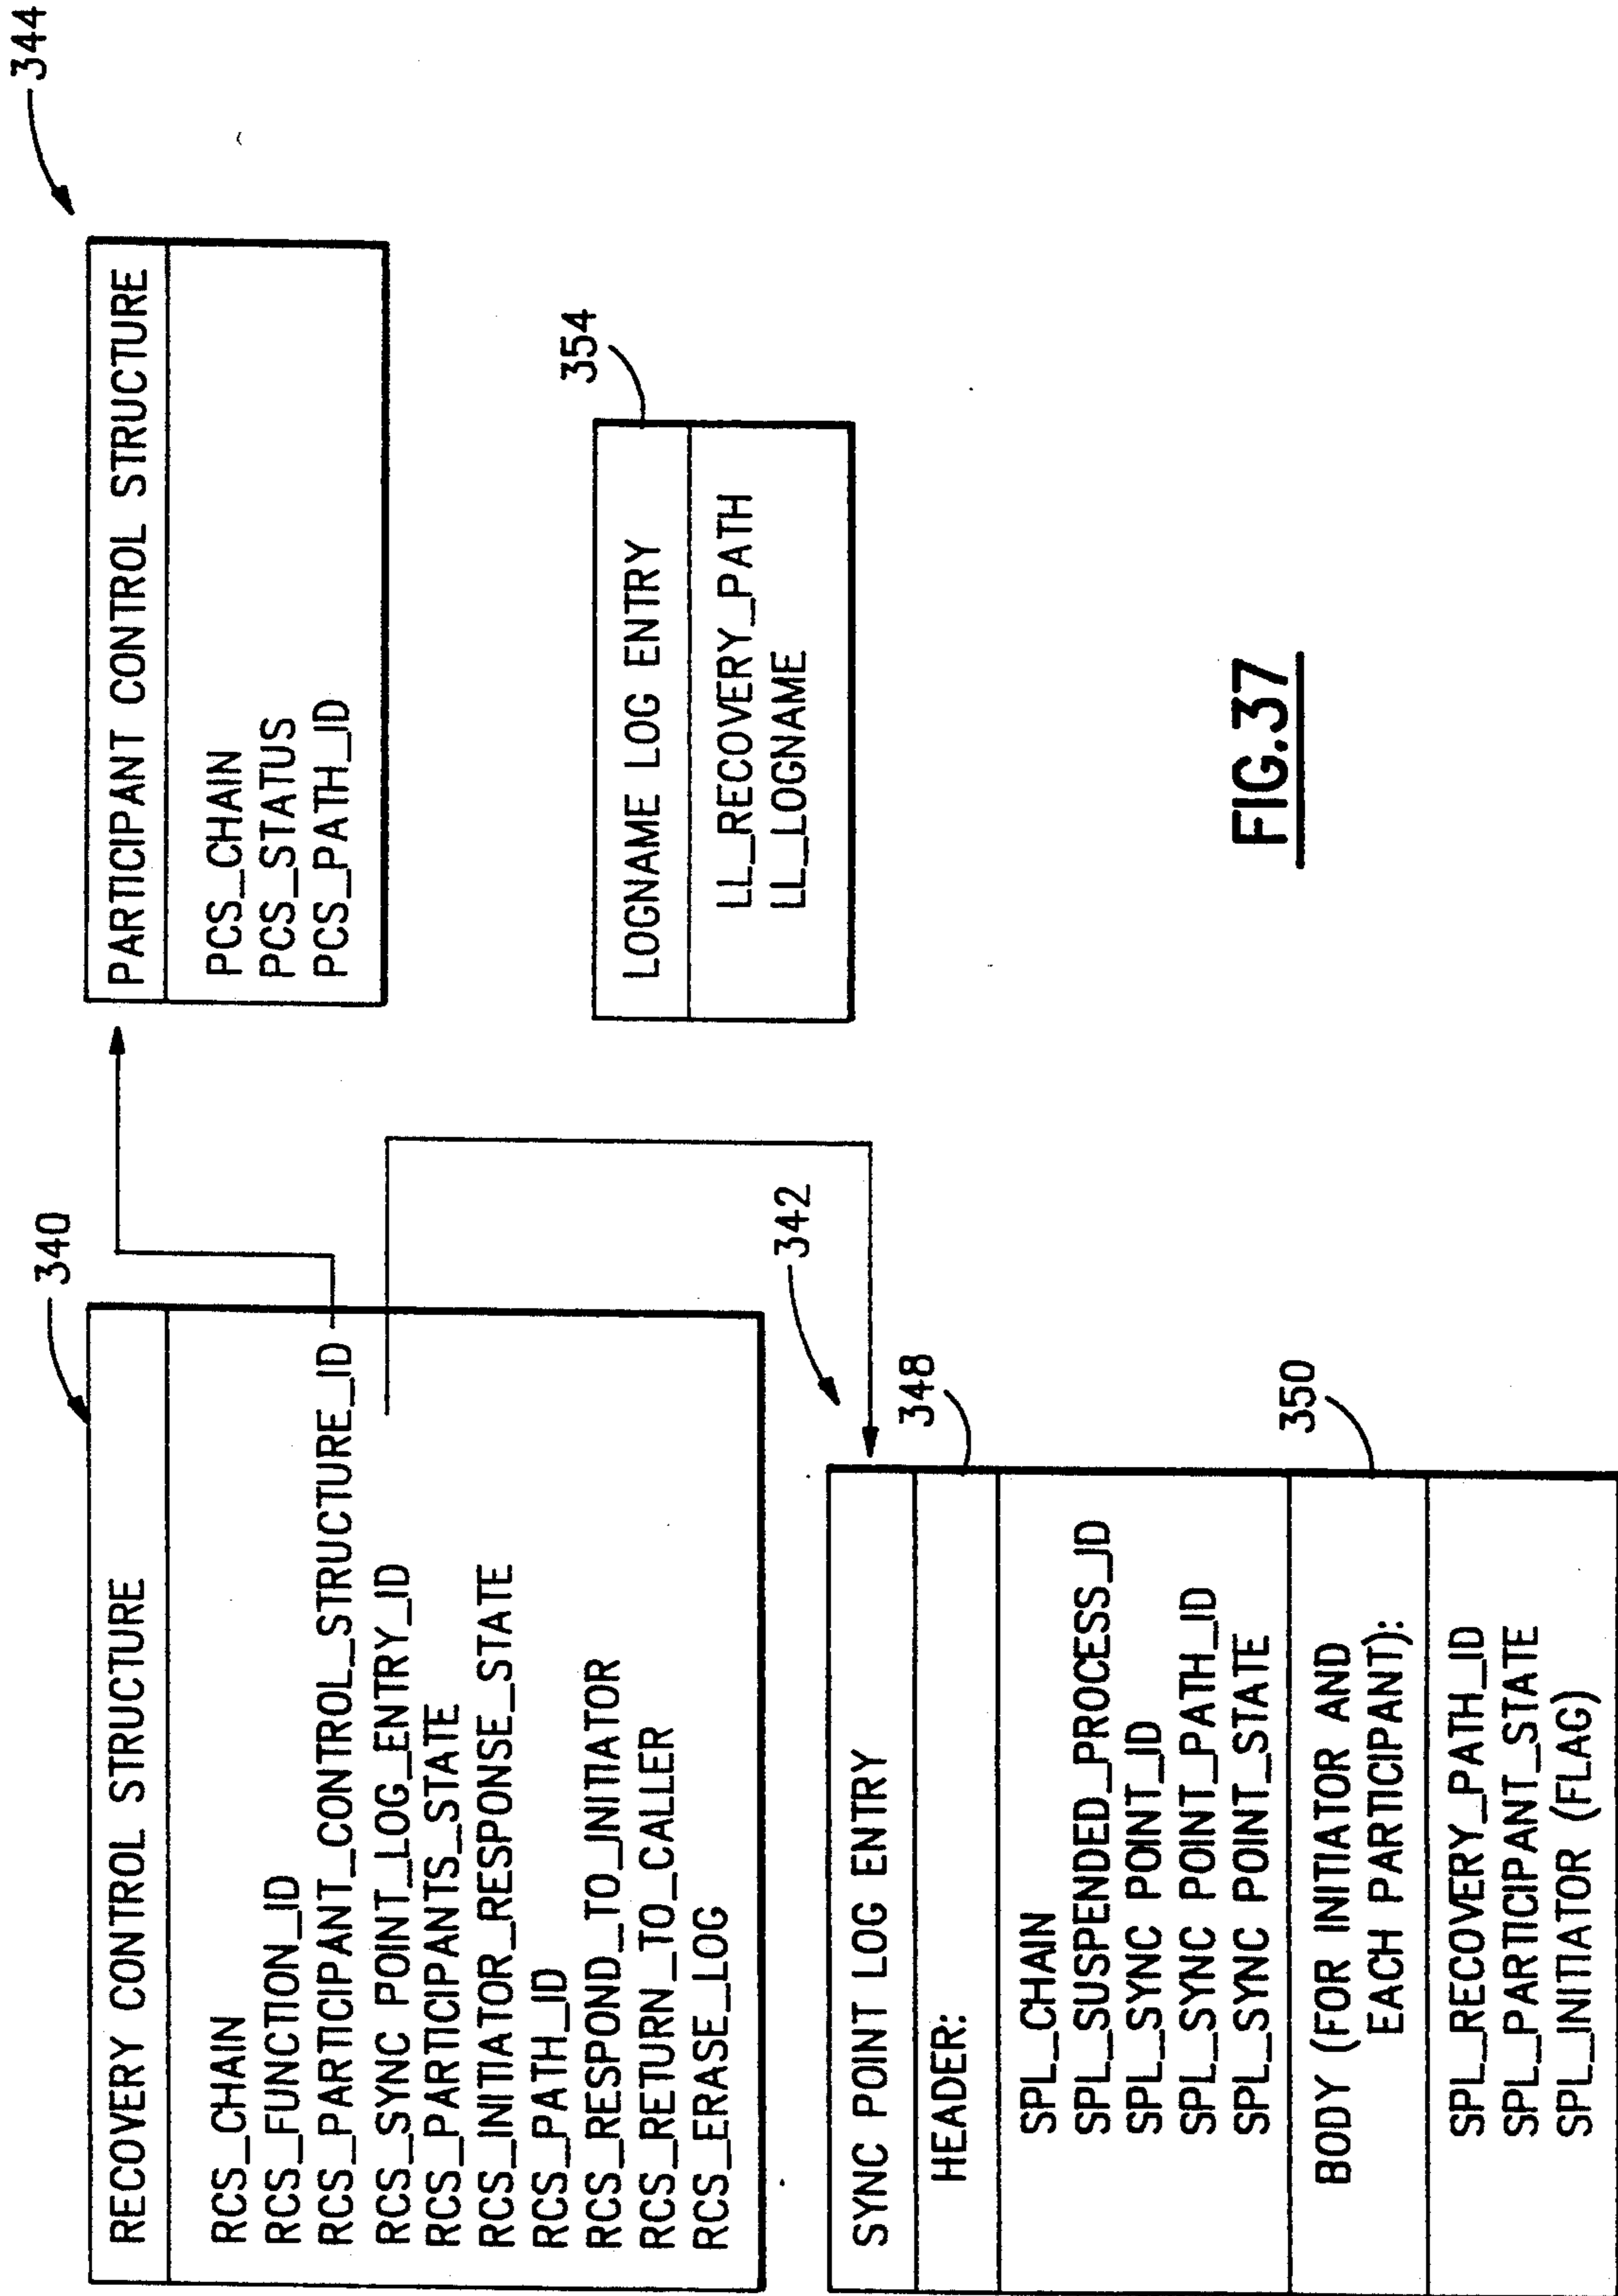 340
RECOVERY CONTROL STRUCTURE
RCS_CHAIN
RCS_FUNCTION_ID
RCS_PARTICIPANT_CONTROL_STRUCTURE_ID
RCS_SYNC POINT_LOG_ENTRY_ID
RCS_PARTICIPANTS_STATE
RCS_INITIATOR_RESPONSE_STATE
RCS_PATH_ID
RCS_RESPOND_TO_INITIATOR
RCS_RETURN_TO_CALLER
RCS_ERASE_LOG
344
PARTICIPANT CONTROL STRUCTURE
PCS_CHAIN
PCS_STATUS
PCS_PATH_ID
354
LOGNAME LOG ENTRY
LL_RECOVERY_PATH
LL_LOGNAME
342
SYNC POINT LOG ENTRY
348
HEADER:
SPL_CHAIN
SPL_SUSPENDED_PROCESS_ID
SPL_SYNC POINT_ID
SPL_SYNC POINT_PATH_ID
SPL_SYNC POINT_STATE
350
BODY (FOR INITIATOR AND
EACH PARTICIPANT):
SPL_RECOVERY_PATH_ID
SPL_PARTICIPANT_STATE
SPL_INITIATOR (FLAG)
FIG.37